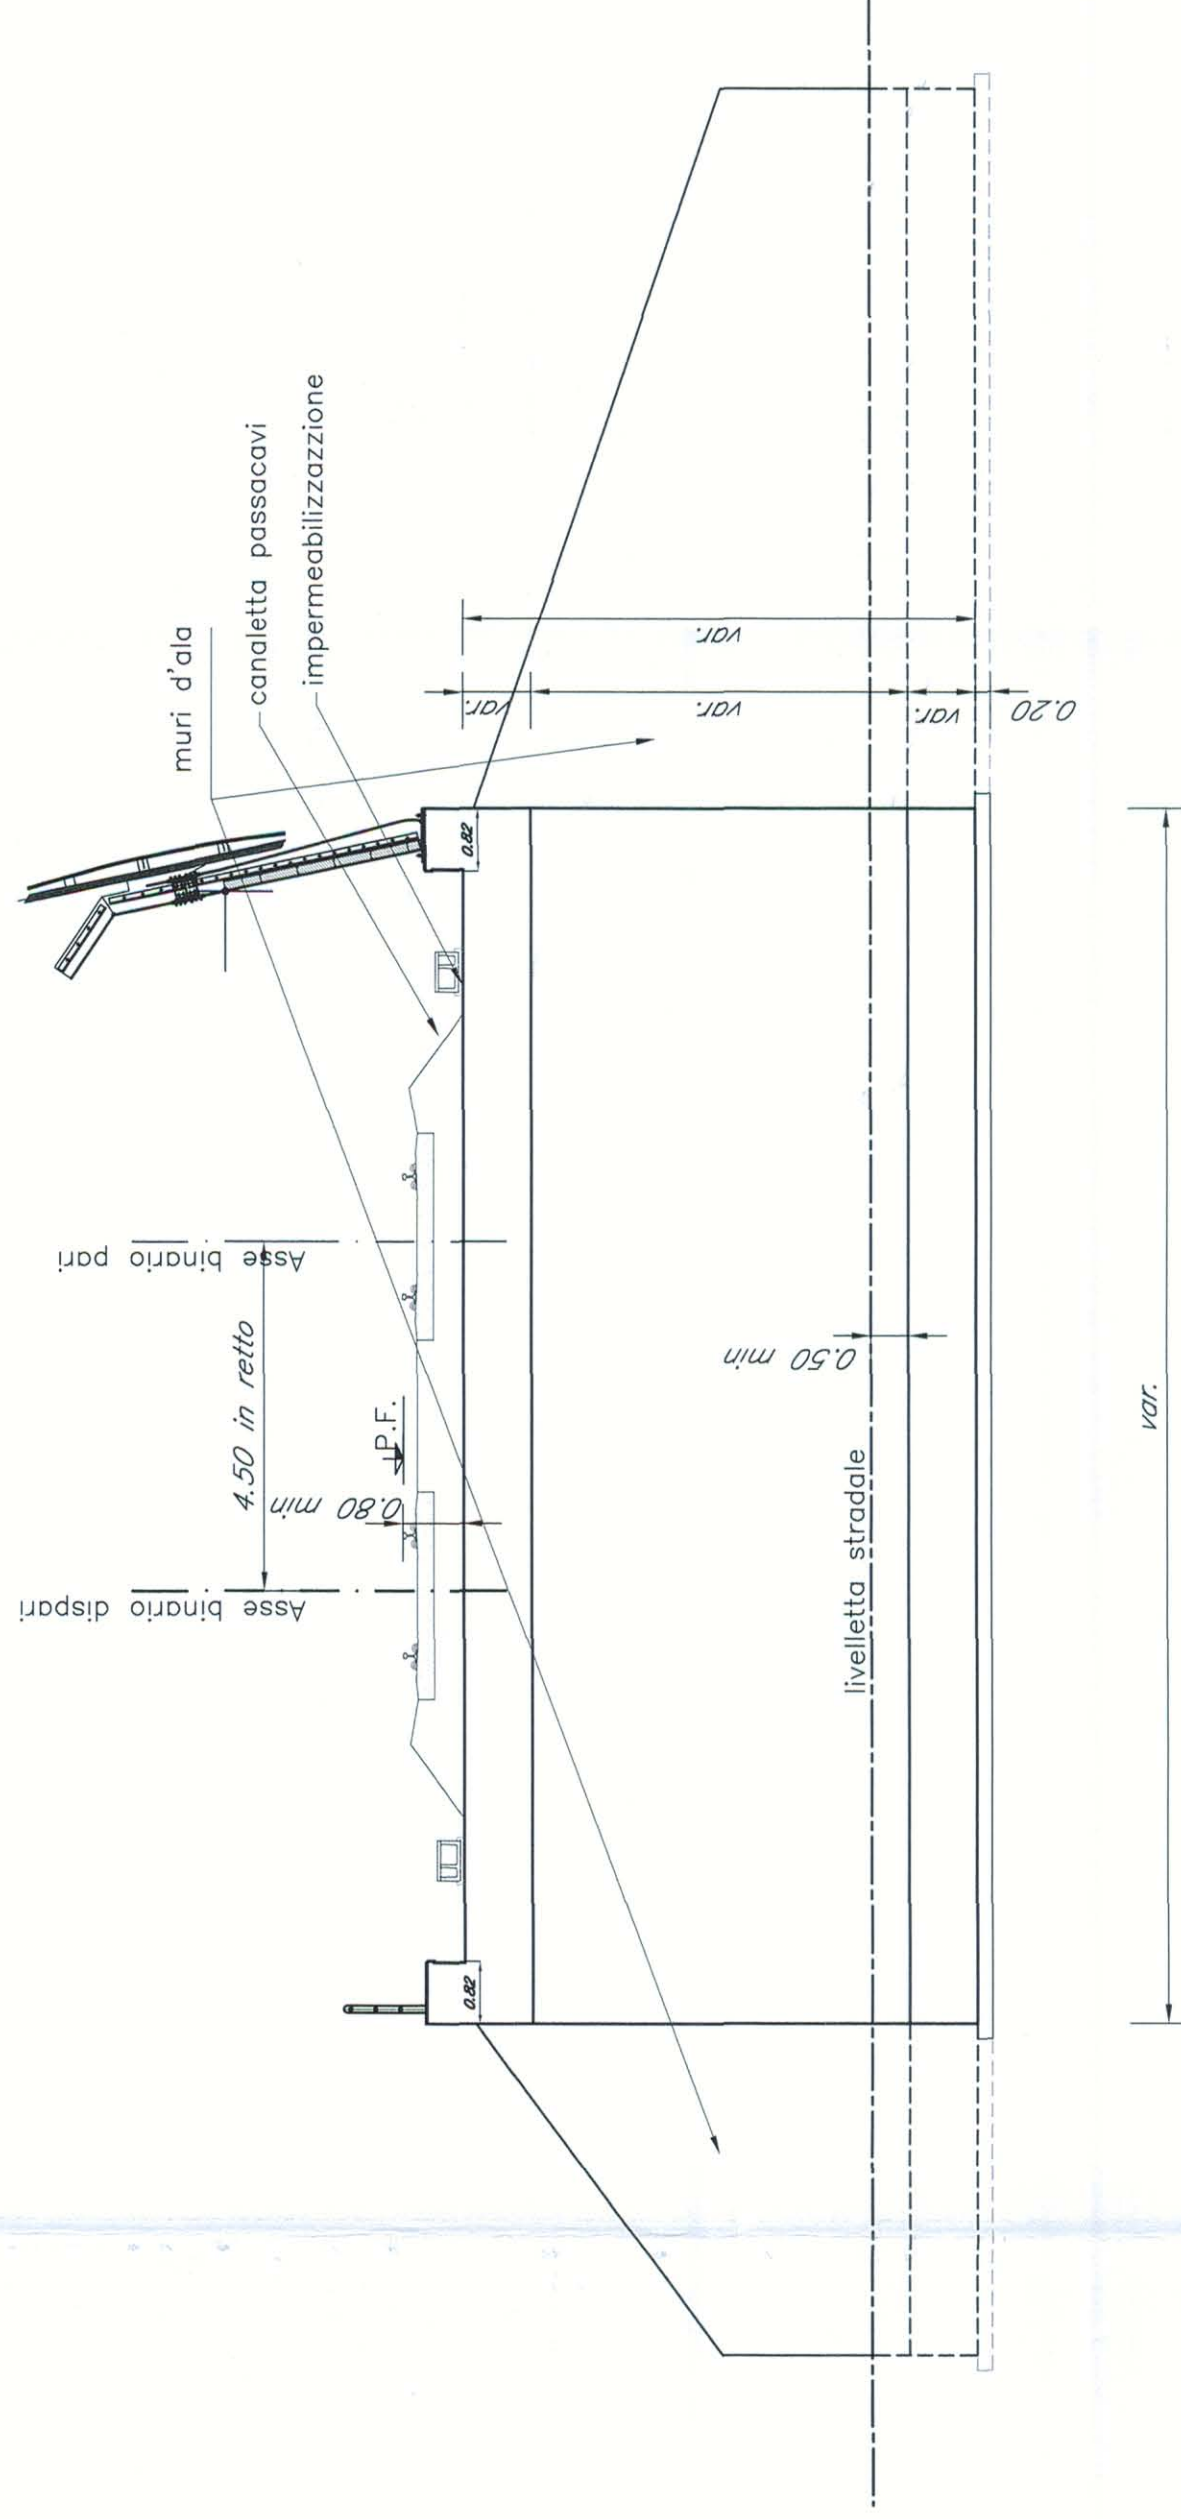 muri d'ala
canaletta passacavi
impermeabilizzazzione
Asse binario dispari
Asse binario pari
4.50 in retto
0.80 min
P.F.
0.82
0.82
var.
var.
var.
var.
0.20
livelletta stradale
0.50 min
var.